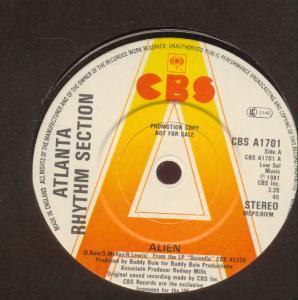 ALL RIGHTS OF THE MANUFACTURER AND OF THE OWNER OF THE RECORDED WORK RESERVED. UNAUTHORISED PUBLIC PERFORMANCE BROADCASTING AND COPYING OF THIS RECORD PROHIBITED
MADE IN ENGLAND
CBS
LC 0149
PROMOTION COPY
NOT FOR SALE
ATLANTA
RHYTHM SECTION
CBS A1701
Side A
CBS A1701 A
Low Sal
Music
℗ 1981
CBS Inc.
3.30
45
STEREO
MCPS/BIEM
A
ALIEN
(B.Buie/S.McRay/R.Lewis) From the LP "Quinella" CBS 85320
Produced by Buddy Buie for Buddy Buie Productions
Associate Producer Rodney Mills
Original sound recording made by CBS Inc.
CBS Records are the exclusive
licensees for the UK